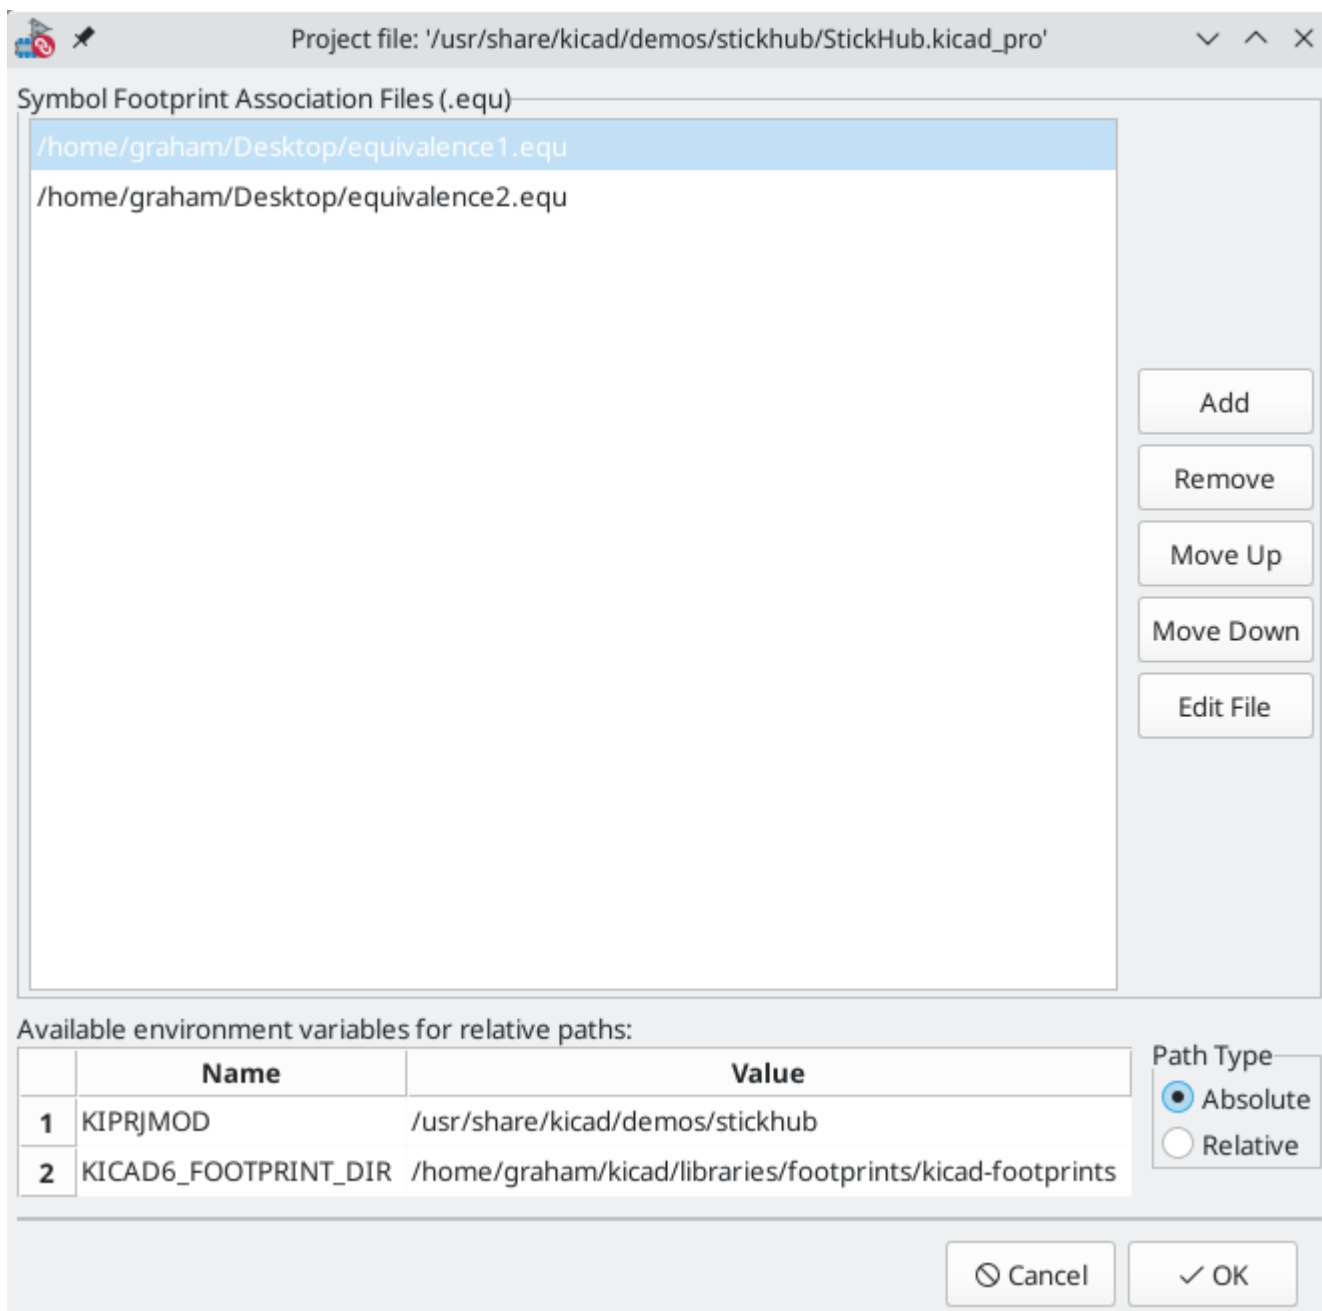 Project file: '/usr/share/kicad/demos/stickhub/StickHub.kicad_pro'
Symbol Footprint Association Files (.equ)
/home/graham/Desktop/equivalence1.equ
/home/graham/Desktop/equivalence2.equ
Add
Remove
Move Up
Move Down
Edit File
Available environment variables for relative paths:
Name Value
1 KIPRJMOD /usr/share/kicad/demos/stickhub
2 KICAD6_FOOTPRINT_DIR /home/graham/kicad/libraries/footprints/kicad-footprints
Path Type
Absolute
Relative
Cancel OK